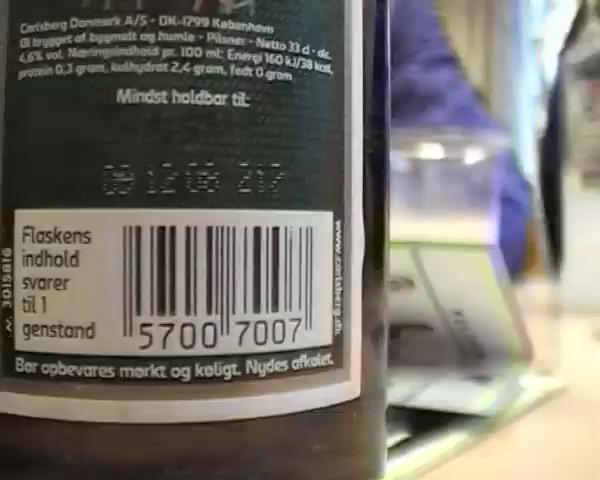 Carlsberg Danmark A/S - DK-1799 København
Øl brygget af bygmalt og humle - Pilsner - Netto 33 cl - alc.
4,6% vol. Næringsindhold pr. 100 ml: Energi 160 kJ/38 kcal,
protein 0,3 gram, kulhydrat 2,4 gram, fedt 0 gram
Mindst holdbar til:
Flaskens
indhold
svarer
til 1
genstand
5700 7007
www.carlsberg.dk
3015816
Bør opbevares mørkt og køligt. Nydes afkølet.